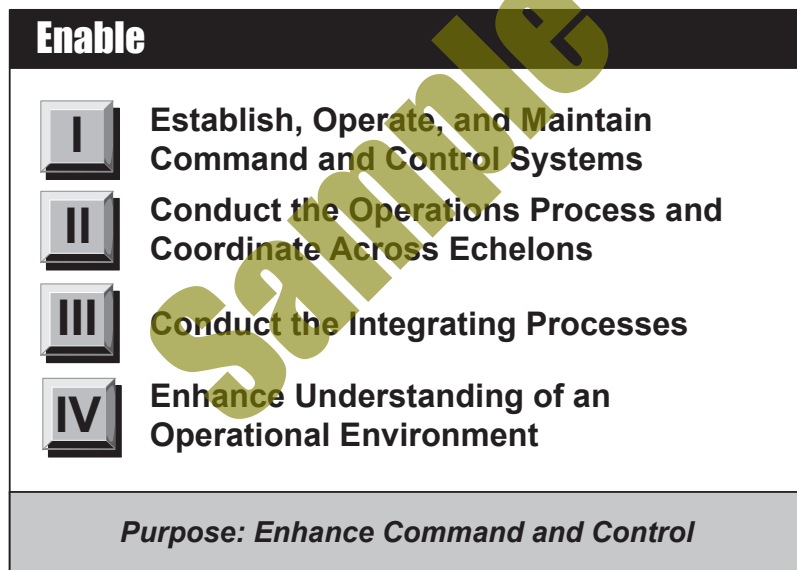 Enable
I
Establish, Operate, and Maintain
Command and Control Systems
II
Conduct the Operations Process and
Coordinate Across Echelons
III
Conduct the Integrating Processes
IV
Enhance Understanding of an
Operational Environment
Purpose: Enhance Command and Control
Sample